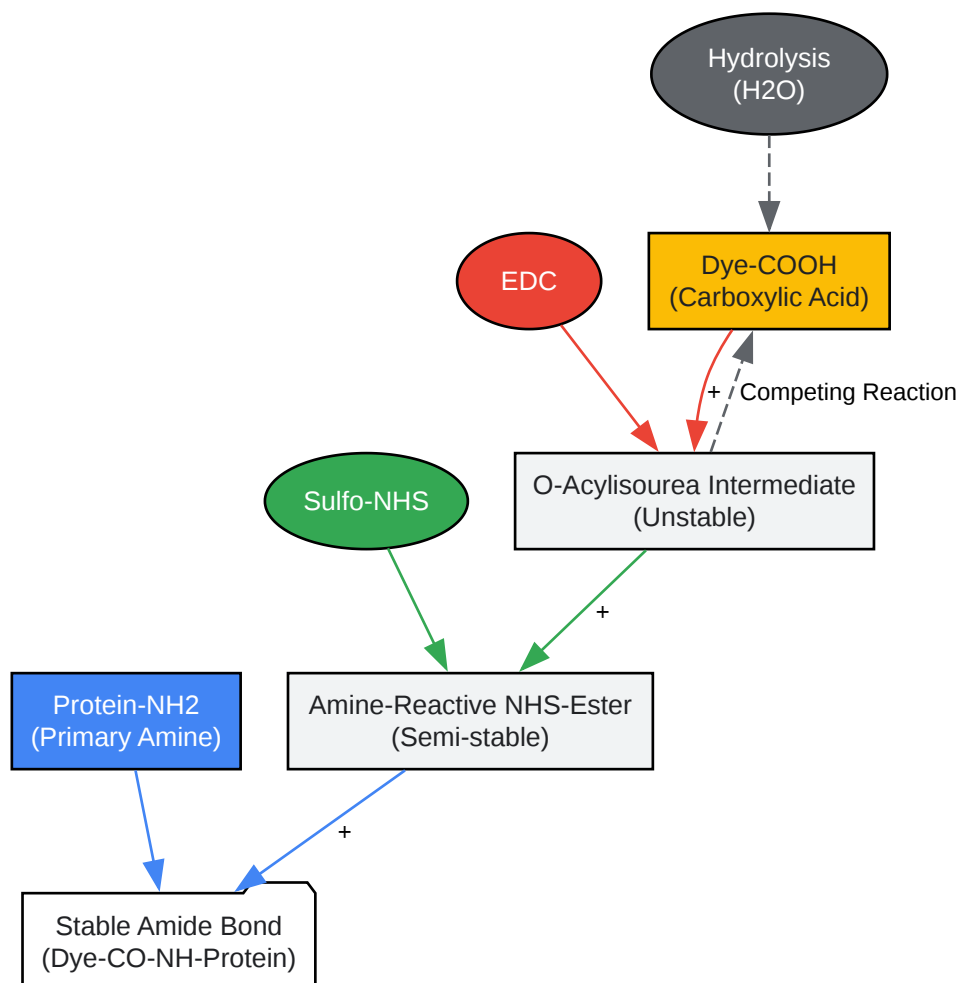 Hydrolysis
(H2O)
EDC
Dye-COOH
(Carboxylic Acid)
+
Competing Reaction
Sulfo-NHS
O-Acylisourea Intermediate
(Unstable)
+
Protein-NH2
(Primary Amine)
Amine-Reactive NHS-Ester
(Semi-stable)
+
Stable Amide Bond
(Dye-CO-NH-Protein)